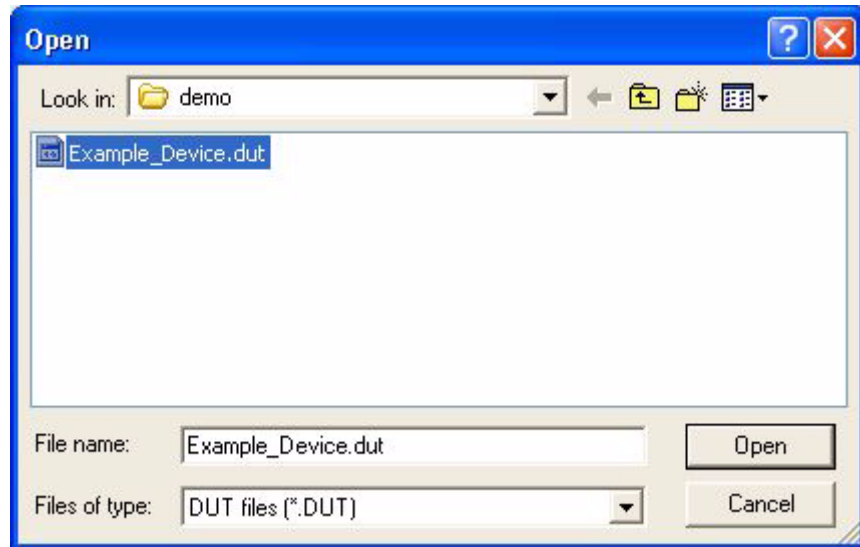 Open
Look in: demo
Example_Device.dut
File name: Example_Device.dut Open
Files of type: DUT files (*.DUT) Cancel